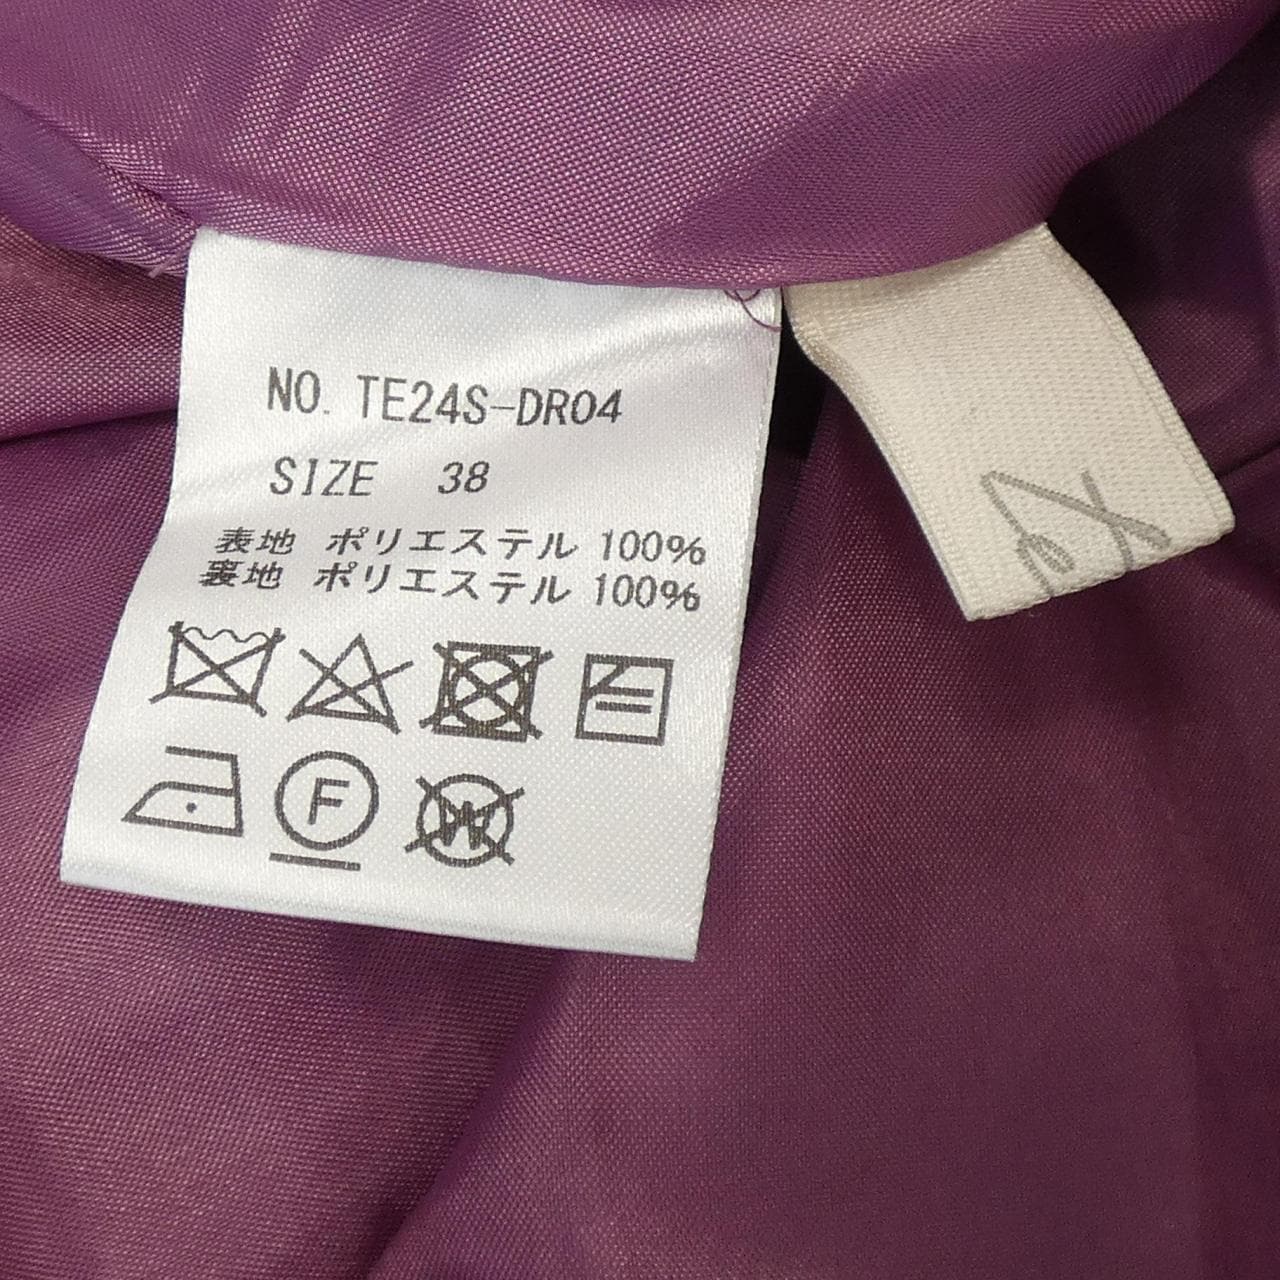 NO. TE24S-DR04
SIZE 38
表地 ポリエステル 100%
裏地 ポリエステル 100%
F
W